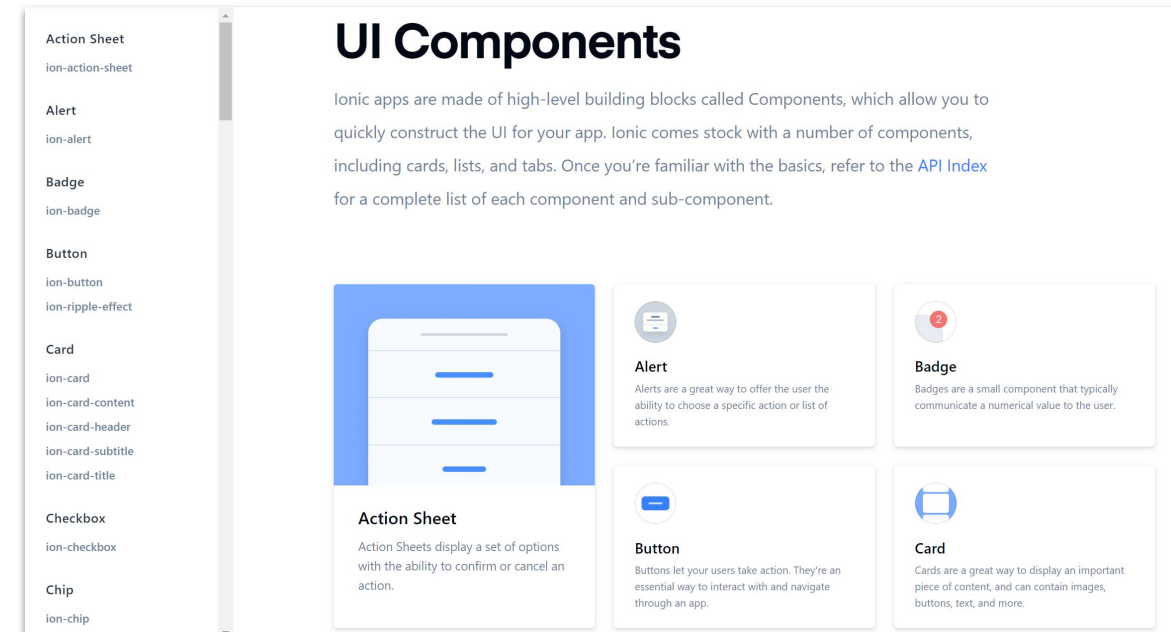 Action Sheet
ion-action-sheet
Alert
ion-alert
Badge
ion-badge
Button
ion-button
ion-ripple-effect
Card
ion-card
ion-card-content
ion-card-header
ion-card-subtitle
ion-card-title
Checkbox
ion-checkbox
Chip
ion-chip
UI Components
Ionic apps are made of high-level building blocks called Components, which allow you to
quickly construct the UI for your app. Ionic comes stock with a number of components,
including cards, lists, and tabs. Once you're familiar with the basics, refer to the API Index
for a complete list of each component and sub-component.
Action Sheet
Action Sheets display a set of options
with the ability to confirm or cancel an
action.
Alert
Alerts are a great way to offer the user the
ability to choose a specific action or list of
actions.
2
Badge
Badges are a small component that typically
communicate a numerical value to the user.
Button
Buttons let your users take action. They're an
essential way to interact with and navigate
through an app.
Card
Cards are a great way to display an important
piece of content, and can contain images,
buttons, text, and more.